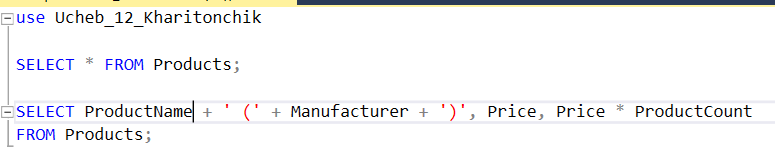 use Ucheb_12_Kharitonchik
SELECT * FROM Products;
SELECT ProductName + ' (' + Manufacturer + ')', Price, Price * ProductCount
FROM Products;